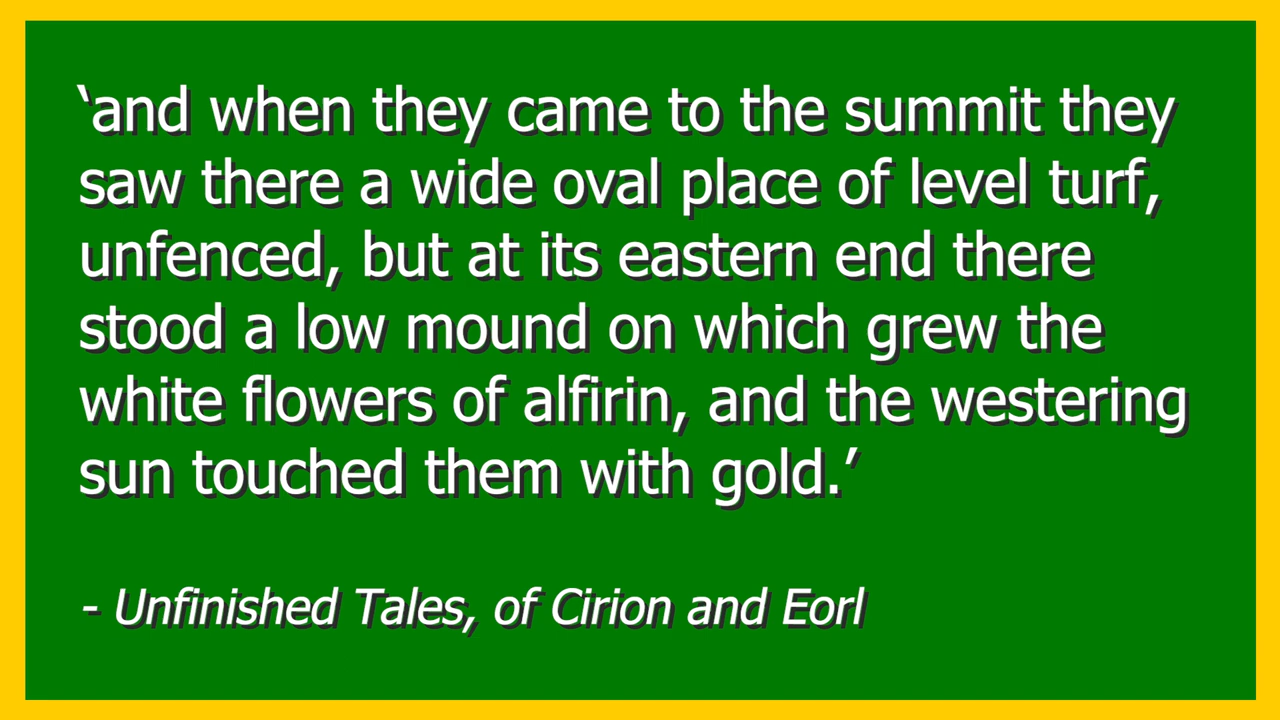 ‘and when they came to the summit they
saw there a wide oval place of level turf,
unfenced, but at its eastern end there
stood a low mound on which grew the
white flowers of alfirin, and the westering
sun touched them with gold.’
- Unfinished Tales, of Cirion and Eorl